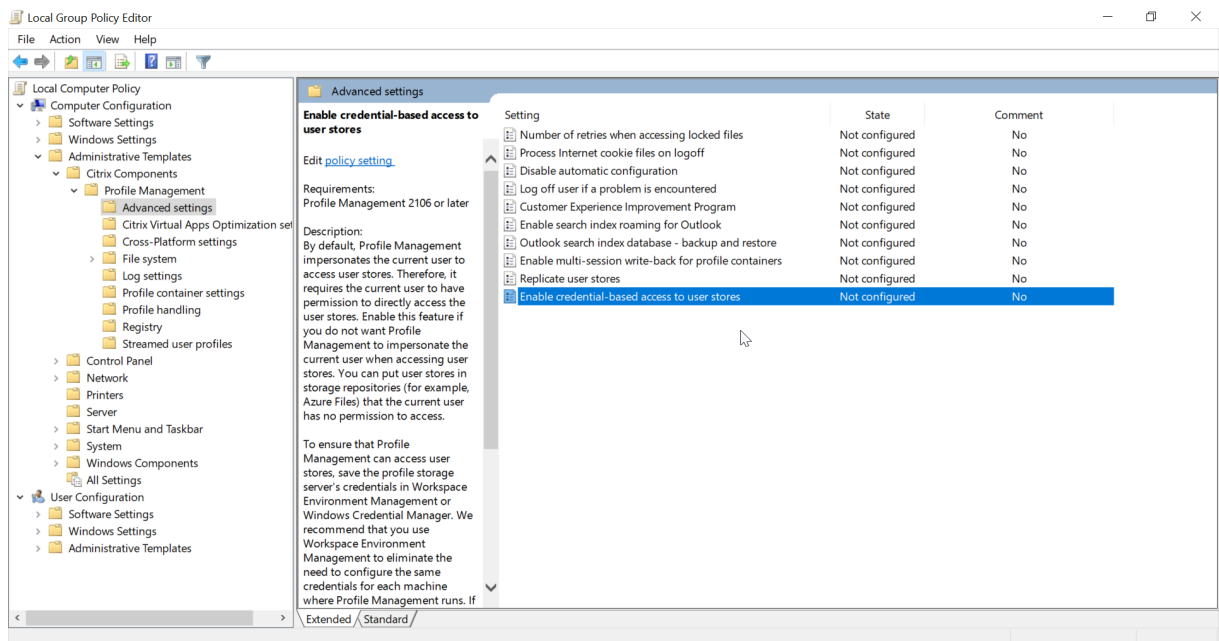 Local Group Policy Editor
File Action View Help
Local Computer Policy
Computer Configuration
Software Settings
Windows Settings
Administrative Templates
Citrix Components
Profile Management
Advanced settings
Citrix Virtual Apps Optimization set
Cross-Platform settings
File system
Log settings
Profile container settings
Profile handling
Registry
Streamed user profiles
Control Panel
Network
Printers
Server
Start Menu and Taskbar
System
Windows Components
All Settings
User Configuration
Software Settings
Windows Settings
Administrative Templates
Advanced settings
Enable credential-based access to
user stores
Edit policy setting
Requirements:
Profile Management 2106 or later
Description:
By default, Profile Management
impersonates the current user to
access user stores. Therefore, it
requires the current user to have
permission to directly access the
user stores. Enable this feature if
you do not want Profile
Management to impersonate the
current user when accessing user
stores. You can put user stores in
storage repositories (for example,
Azure Files) that the current user
has no permission to access.
To ensure that Profile
Management can access user
stores, save the profile storage
server's credentials in Workspace
Environment Management or
Windows Credential Manager. We
recommend that you use
Workspace Environment
Management to eliminate the
need to configure the same
credentials for each machine
where Profile Management runs. If
Setting State Comment
Number of retries when accessing locked files Not configured No
Process Internet cookie files on logoff Not configured No
Disable automatic configuration Not configured No
Log off user if a problem is encountered Not configured No
Customer Experience Improvement Program Not configured No
Enable search index roaming for Outlook Not configured No
Outlook search index database - backup and restore Not configured No
Enable multi-session write-back for profile containers Not configured No
Replicate user stores Not configured No
Enable credential-based access to user stores Not configured No
Extended Standard